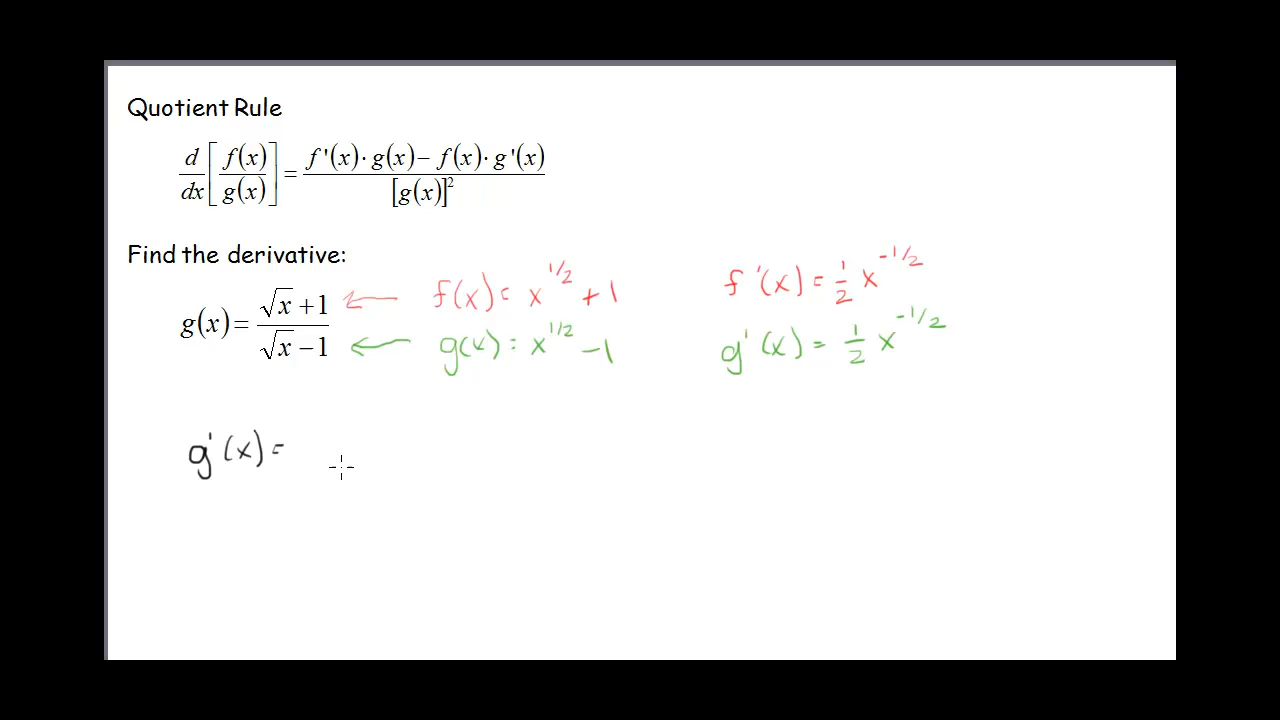 Quotient Rule
d/dx [ f(x)/g(x) ] = f'(x)·g(x) − f(x)·g'(x) / [g(x)]²
Find the derivative:
g(x) = √x + 1 / √x − 1
f(x) = x^1/2 + 1
f'(x) = 1/2 x^-1/2
g(x) = x^1/2 − 1
g'(x) = 1/2 x^-1/2
g'(x) =